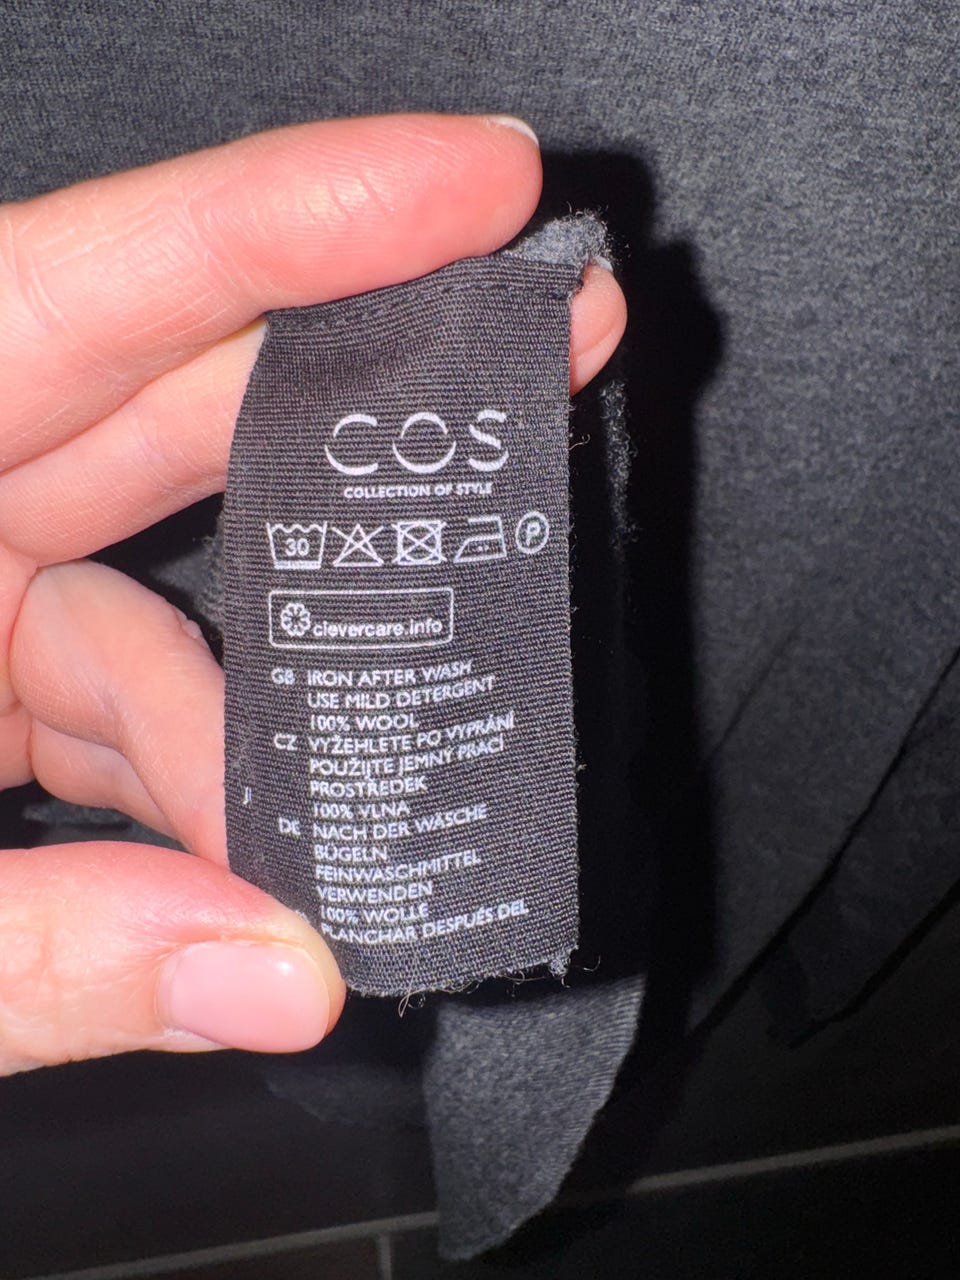 COS
COLLECTION OF STYLE
30 P
clevercare.info
GB IRON AFTER WASH
USE MILD DETERGENT
100% WOOL
CZ VYŽEHLETE PO VYPRÁNÍ
POUŽIJTE JEMNÝ PRACÍ
PROSTŘEDEK
100% VLNA
DE NACH DER WÄSCHE
BÜGELN
FEINWASCHMITTEL
VERWENDEN
100% WOLLE
PLANCHAR DESPUÉS DEL